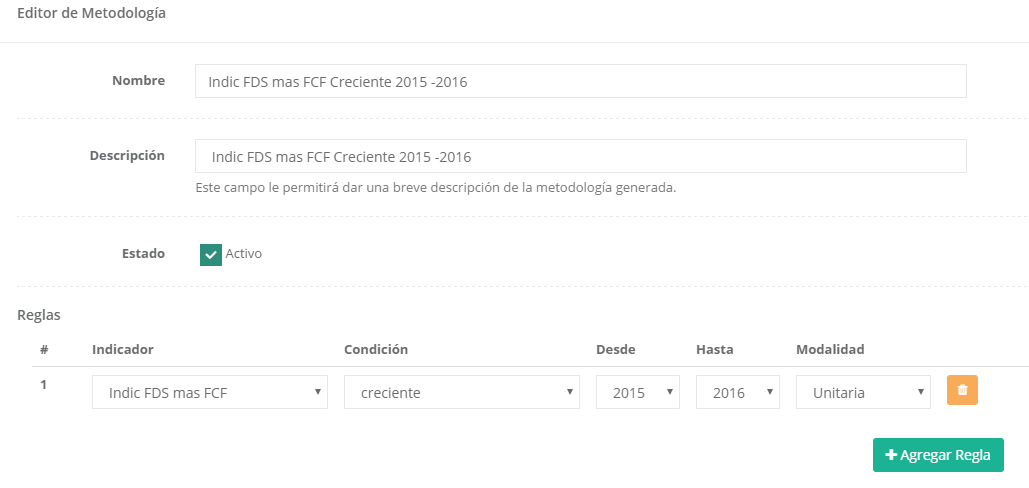 Editor de Metodología
Nombre
Indic FDS mas FCF Creciente 2015 -2016
Descripción
Indic FDS mas FCF Creciente 2015 -2016
Este campo le permitirá dar una breve descripción de la metodología generada.
Estado
Activo
Reglas
# Indicador Condición Desde Hasta Modalidad
1 Indic FDS mas FCF creciente 2015 2016 Unitaria
Agregar Regla